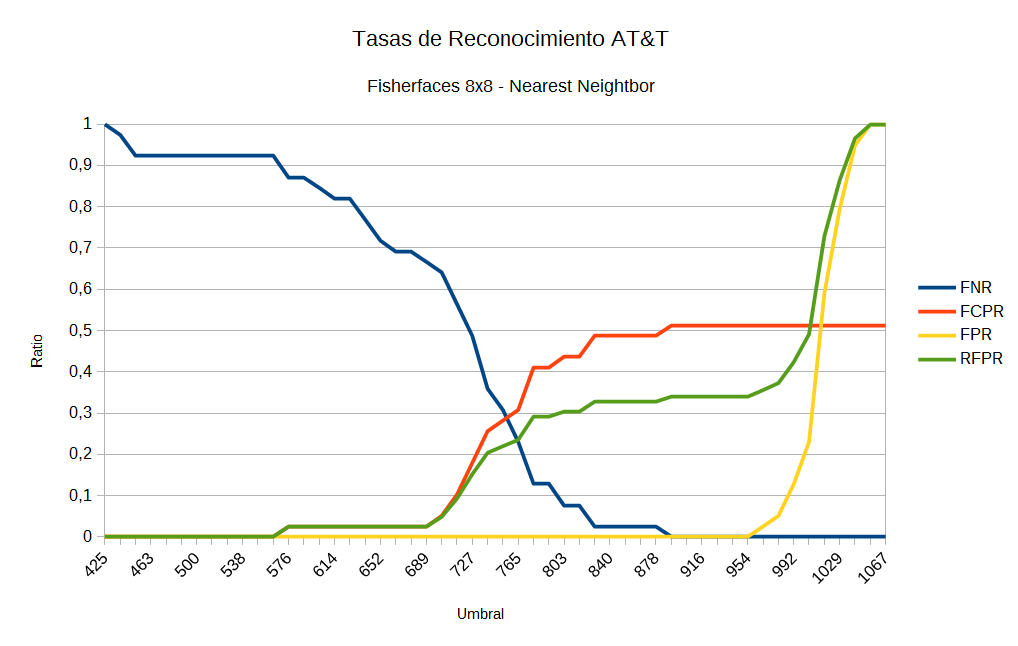 Tasas de Reconocimiento AT&T
Fisherfaces 8x8 - Nearest Neightbor
1
0,9
0,8
0,7
0,6
0,5
0,4
0,3
0,2
0,1
0
Ratio
425 463 500 538 576 614 652 689 727 765 803 840 878 916 954 992 1029 1067
Umbral
FNR
FCPR
FPR
RFPR